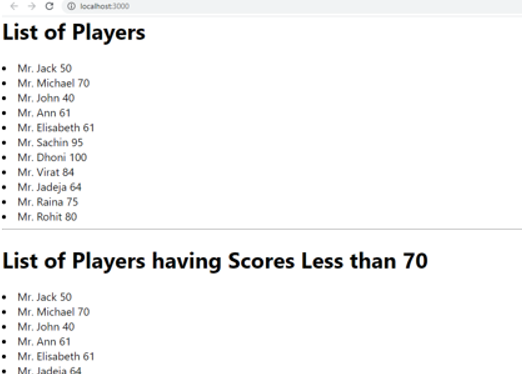 localhost:3000
List of Players
Mr. Jack 50
Mr. Michael 70
Mr. John 40
Mr. Ann 61
Mr. Elisabeth 61
Mr. Sachin 95
Mr. Dhoni 100
Mr. Virat 84
Mr. Jadeja 64
Mr. Raina 75
Mr. Rohit 80
List of Players having Scores Less than 70
Mr. Jack 50
Mr. Michael 70
Mr. John 40
Mr. Ann 61
Mr. Elisabeth 61
Mr. Jadeja 64